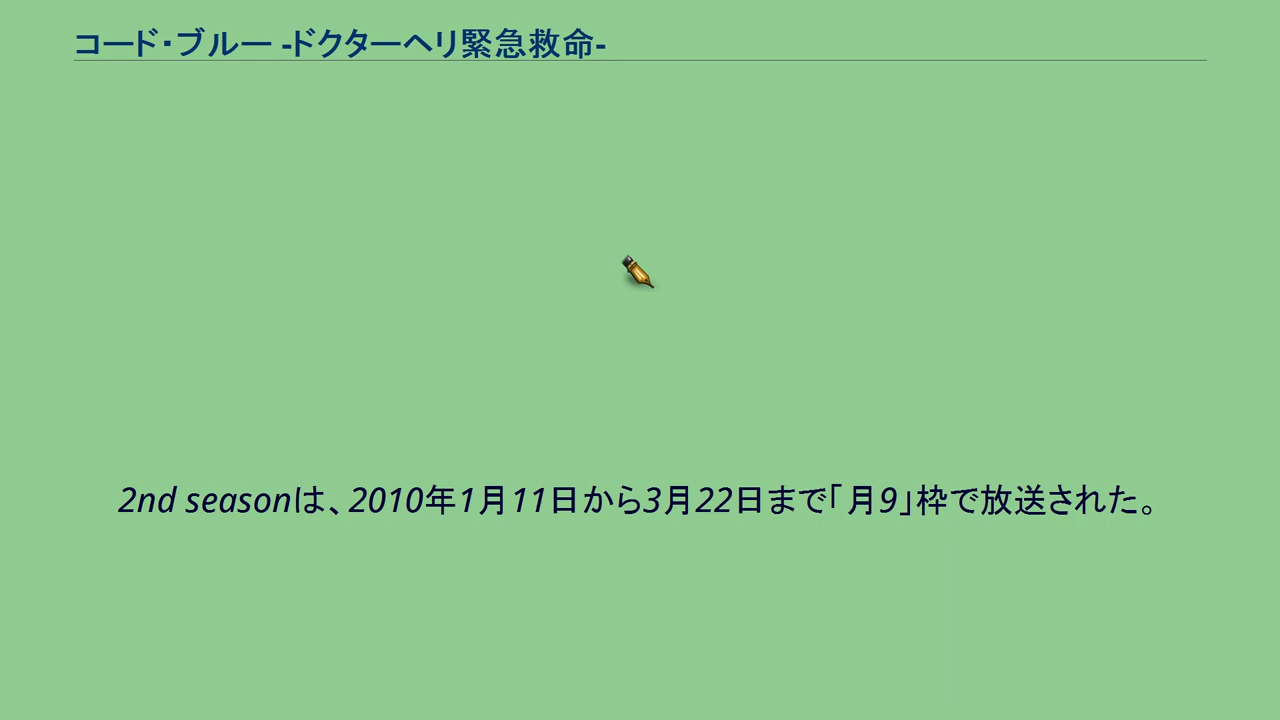 コード・ブルー -ドクターヘリ緊急救命-
2nd seasonは、2010年1月11日から3月22日まで「月9」枠で放送された。